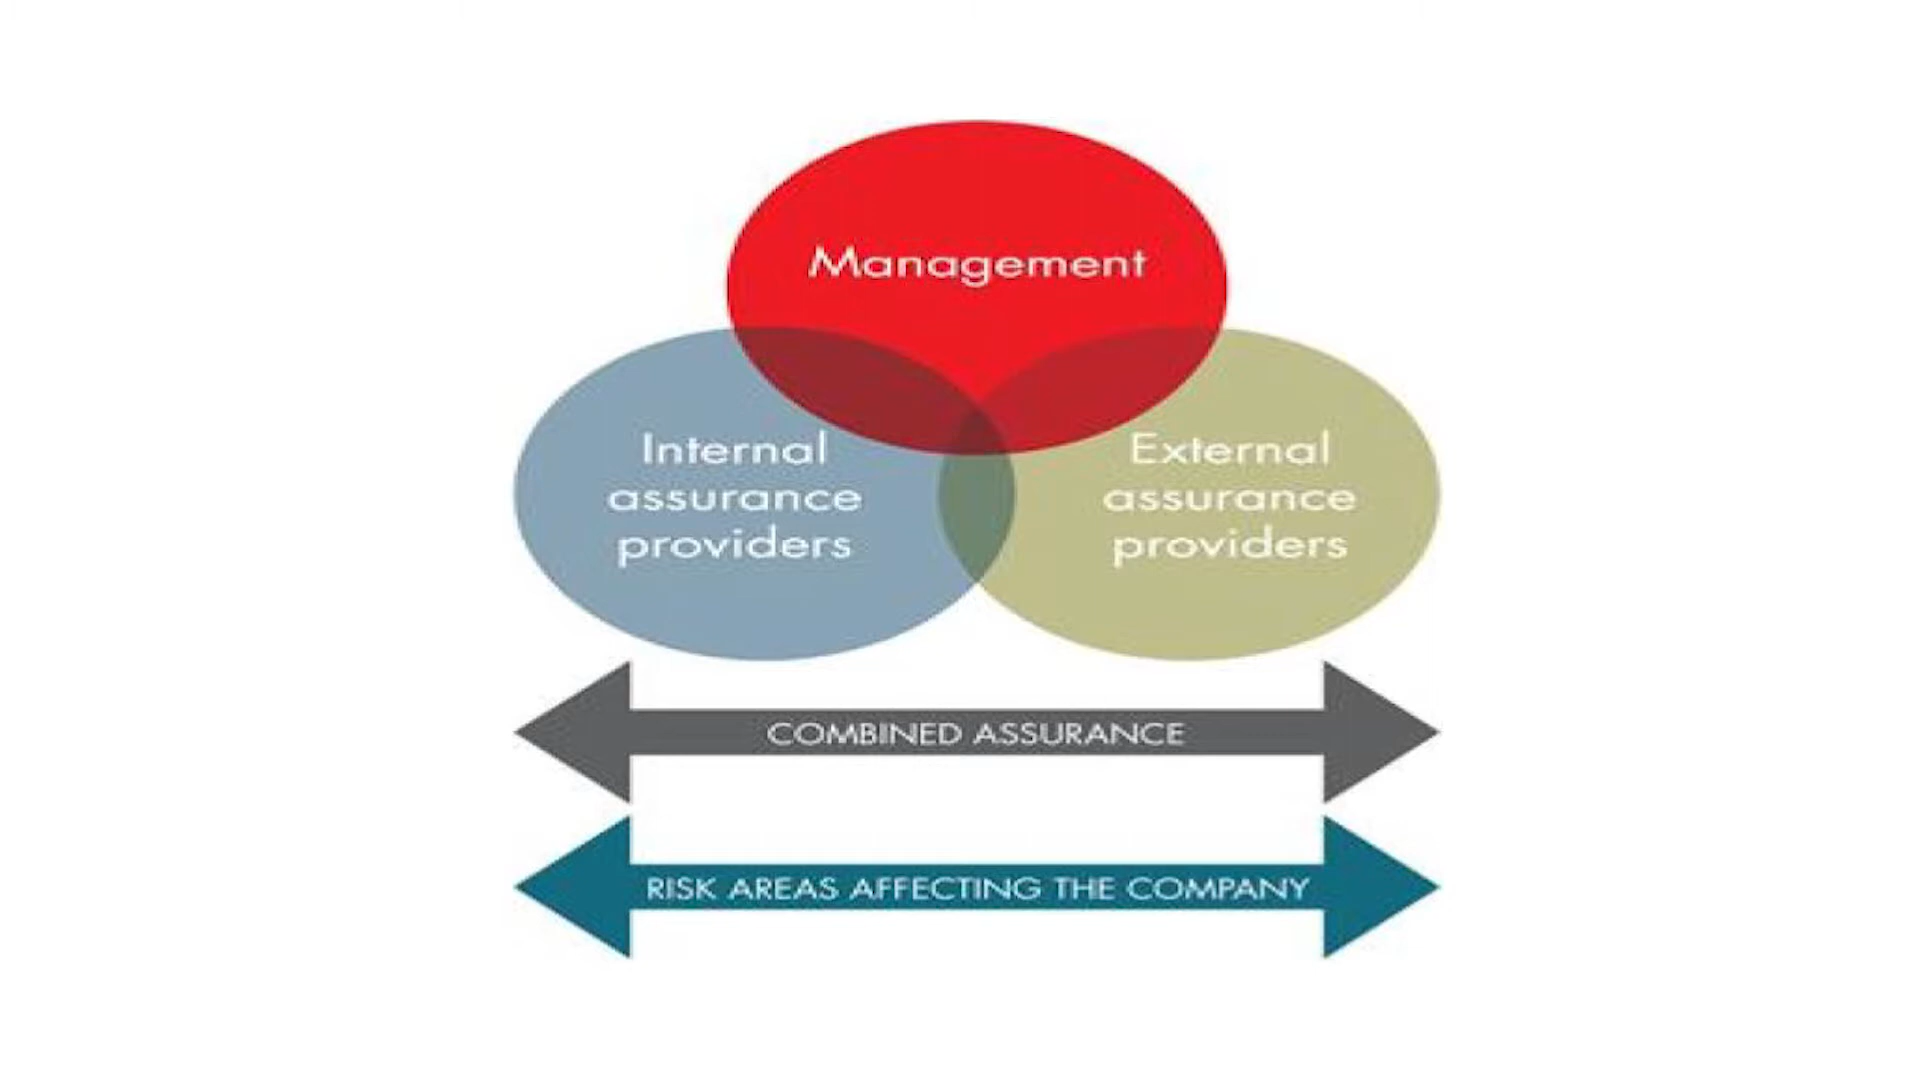 Management
Internal
assurance
providers
External
assurance
providers
COMBINED ASSURANCE
RISK AREAS AFFECTING THE COMPANY